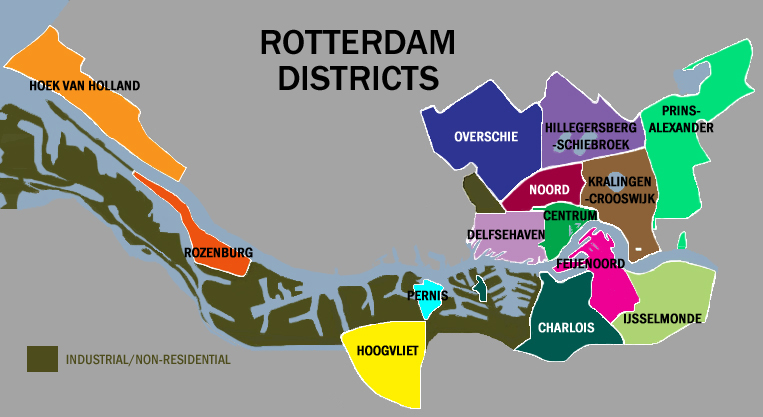 ROTTERDAM
DISTRICTS
HOEK VAN HOLLAND
PRINS-
ALEXANDER
HILLEGERSBERG
-SCHIEBROEK
OVERSCHIE
KRALINGEN
-CROOSWIJK
NOORD
CENTRUM
DELFSEHAVEN
ROZENBURG
FEIJENOORD
PERNIS
IJSSELMONDE
CHARLOIS
HOOGVLIET
INDUSTRIAL/NON-RESIDENTIAL